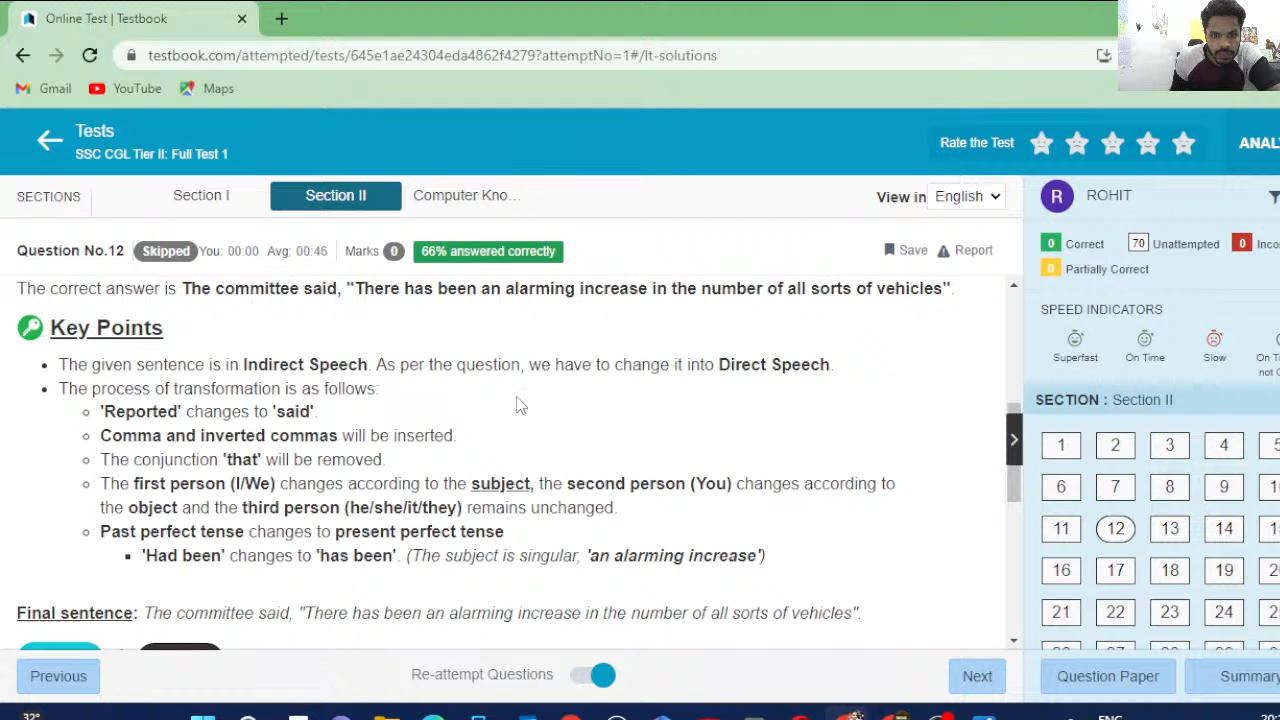 Online Test | Testbook
testbook.com/attempted/tests/645e1ae24304eda4862f4279?attemptNo=1#/lt-solutions
Gmail YouTube Maps
Tests
SSC CGL Tier II: Full Test 1
Rate the Test
SECTIONS Section I Section II Computer Kno... View in English
ROHIT
Question No.12 Skipped You: 00:00 Avg: 00:46 Marks 0 66% answered correctly Save Report
0 Correct 70 Unattempted 0
0 Partially Correct
The correct answer is The committee said, "There has been an alarming increase in the number of all sorts of vehicles".
Key Points
The given sentence is in Indirect Speech. As per the question, we have to change it into Direct Speech.
The process of transformation is as follows:
'Reported' changes to 'said'.
Comma and inverted commas will be inserted.
The conjunction 'that' will be removed.
The first person (I/We) changes according to the subject, the second person (You) changes according to
the object and the third person (he/she/it/they) remains unchanged.
Past perfect tense changes to present perfect tense
'Had been' changes to 'has been'. (The subject is singular, 'an alarming increase')
Final sentence: The committee said, "There has been an alarming increase in the number of all sorts of vehicles".
SPEED INDICATORS
Superfast On Time Slow On T
not C
SECTION : Section II
1 2 3 4
6 7 8 9
11 12 13 14
16 17 18 19
21 22 23 24
Previous Re-attempt Questions Next Question Paper Summary
32°
ENG